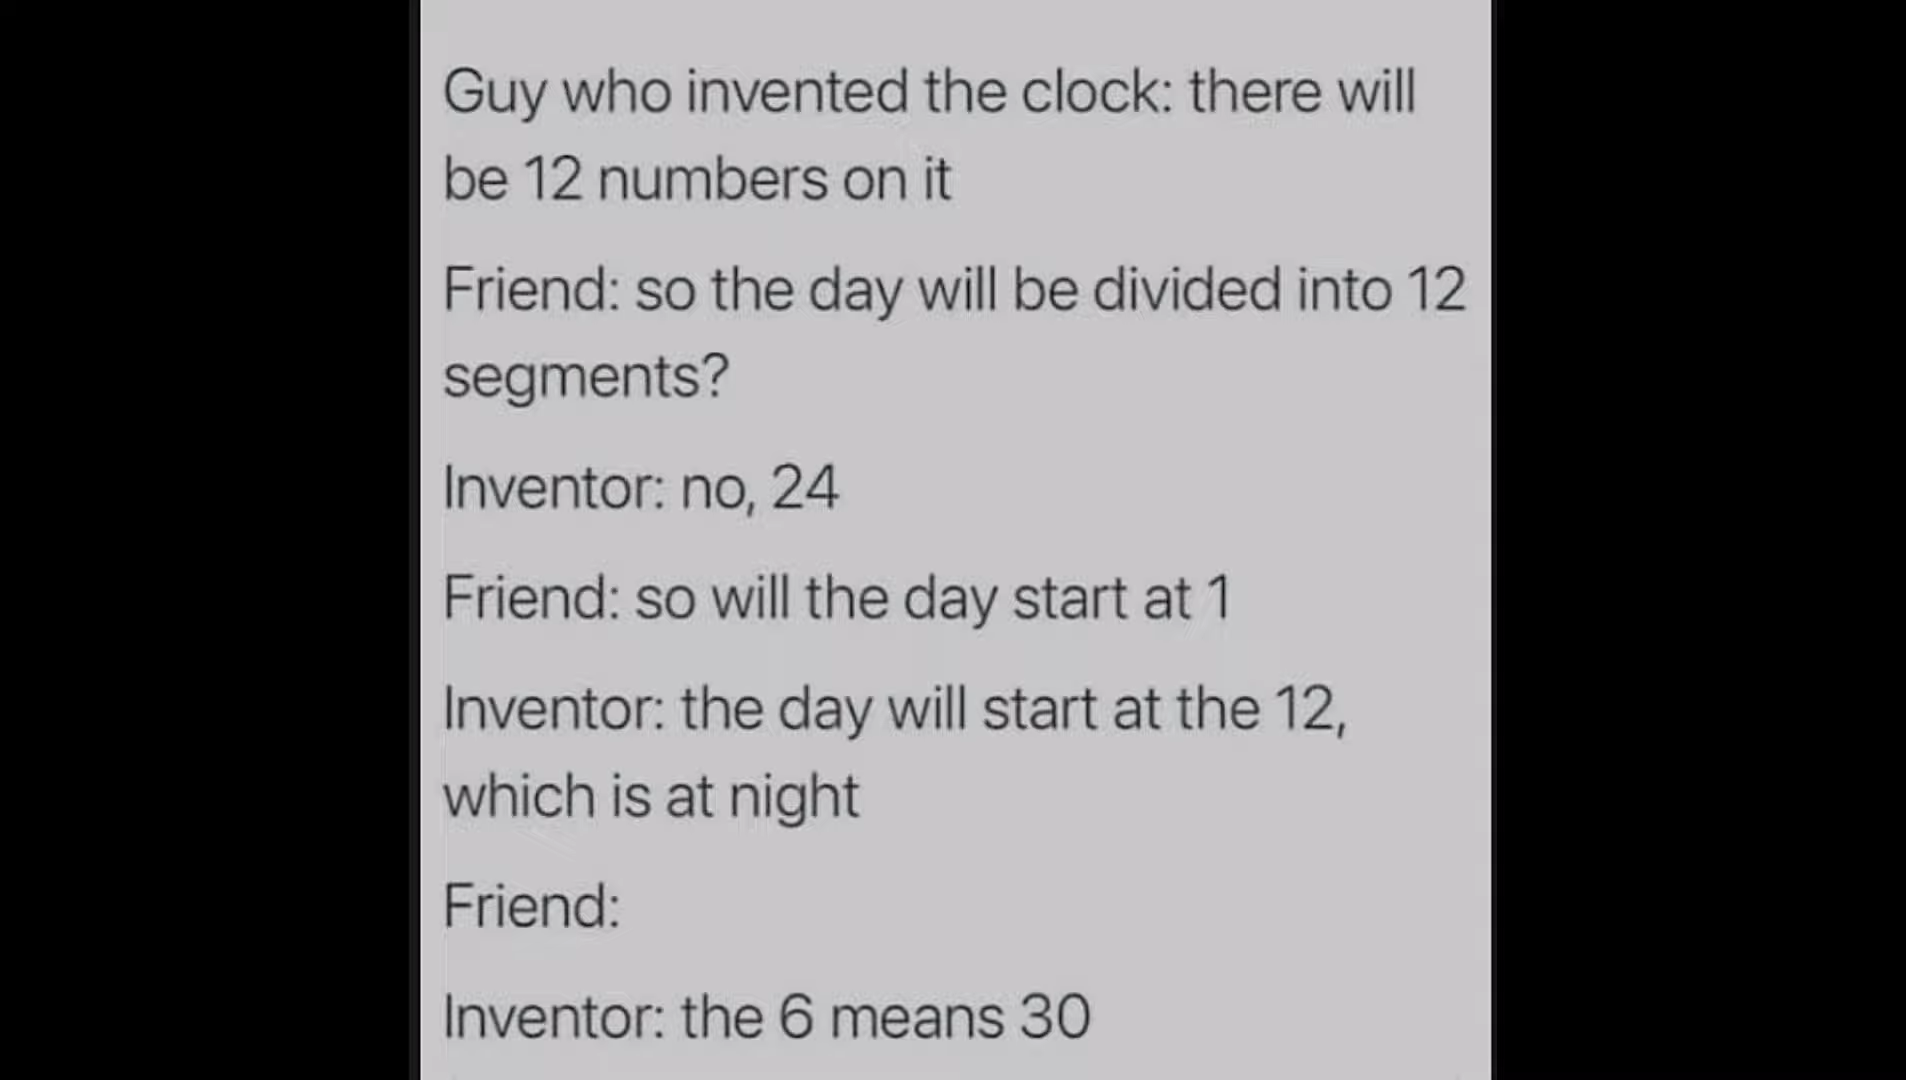 Guy who invented the clock: there will
be 12 numbers on it
Friend: so the day will be divided into 12
segments?
Inventor: no, 24
Friend: so will the day start at 1
Inventor: the day will start at the 12,
which is at night
Friend:
Inventor: the 6 means 30